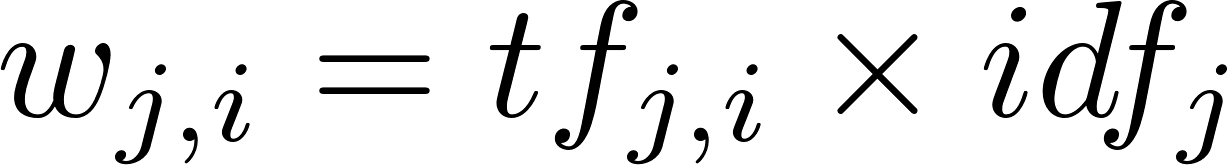 w_{j,i} = tf_{j,i} × idf_j